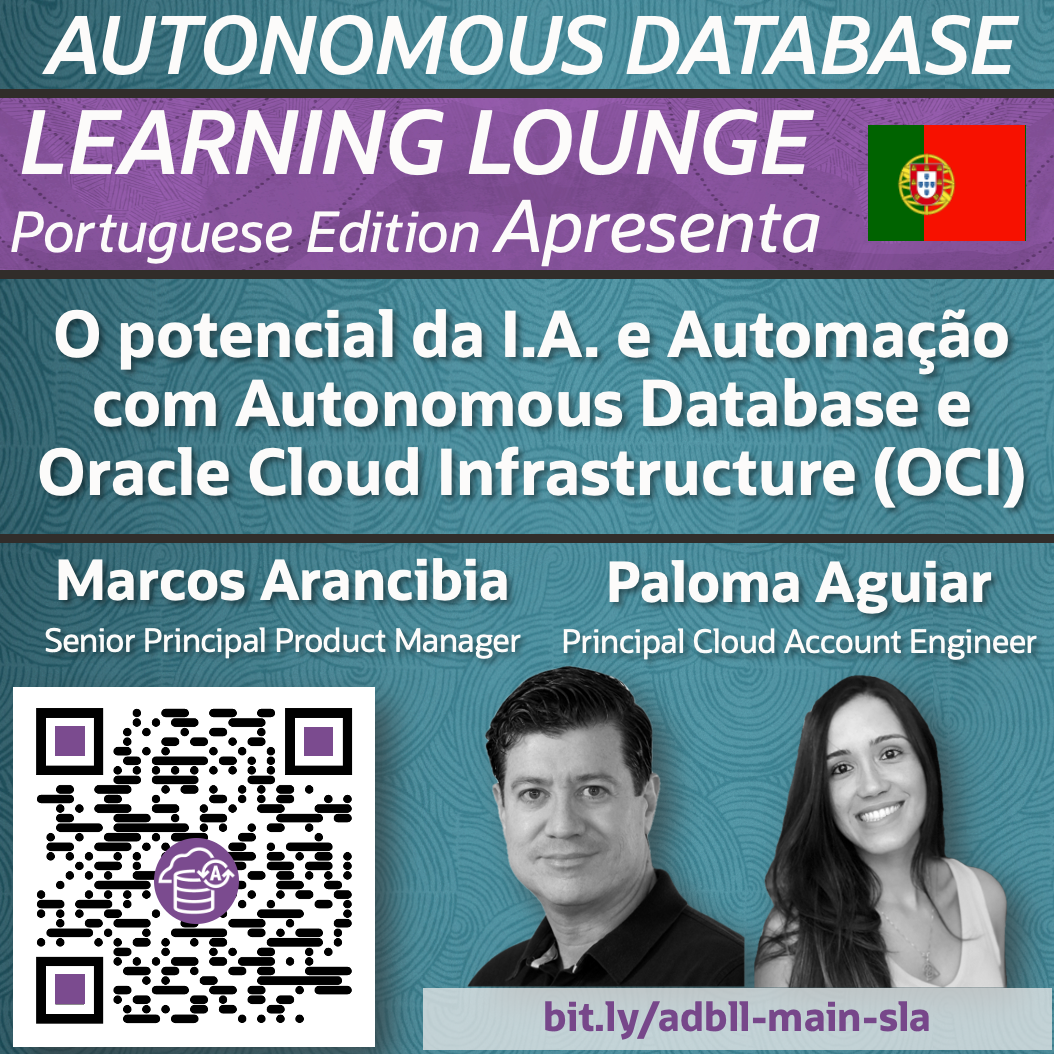 AUTONOMOUS DATABASE
LEARNING LOUNGE
Portuguese Edition Apresenta
O potencial da I.A. e Automação
com Autonomous Database e
Oracle Cloud Infrastructure (OCI)
Marcos Arancibia
Senior Principal Product Manager
Paloma Aguiar
Principal Cloud Account Engineer
A
bit.ly/adbll-main-sla